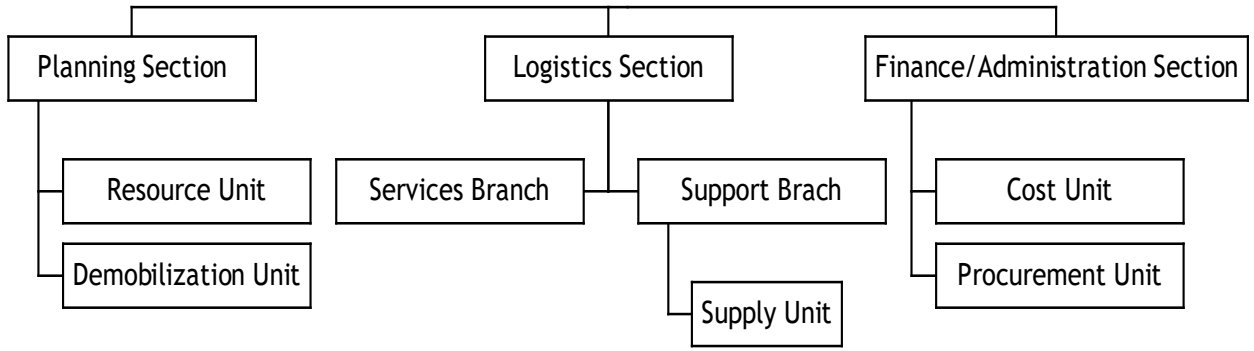 Planning Section
Logistics Section
Finance/Administration Section
Resource Unit
Services Branch
Support Brach
Cost Unit
Demobilization Unit
Procurement Unit
Supply Unit